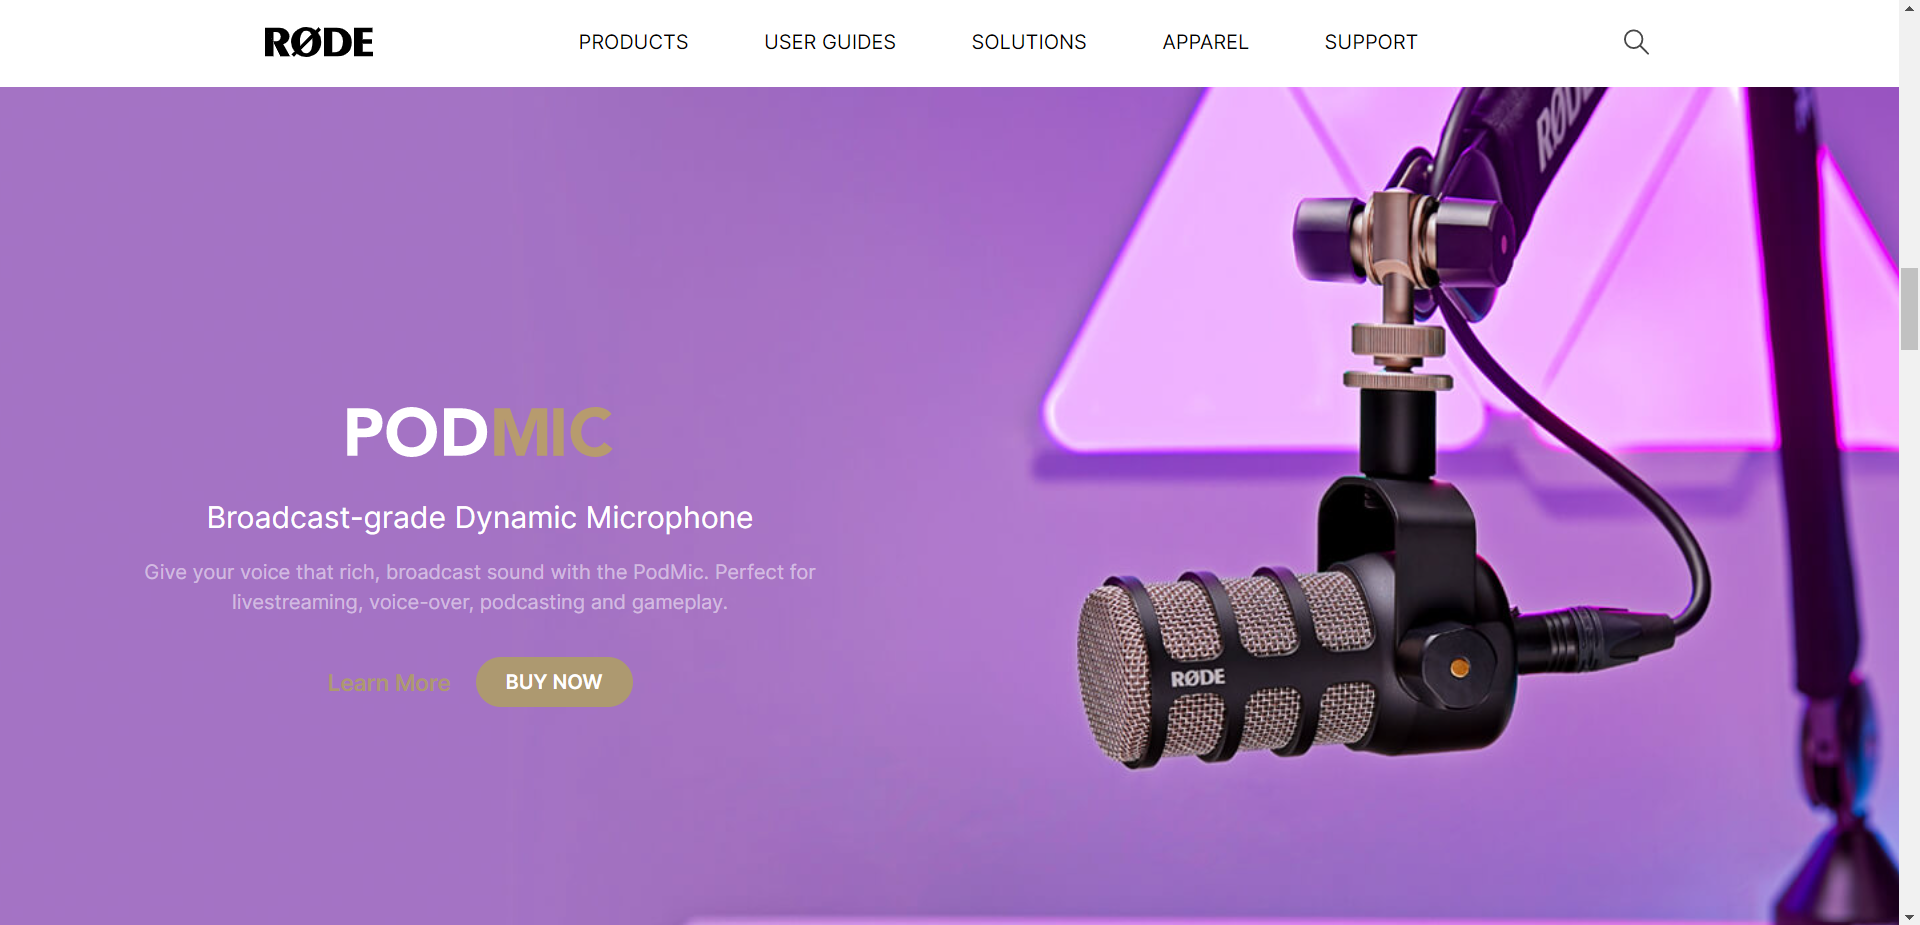 RØDE
PRODUCTS
USER GUIDES
SOLUTIONS
APPAREL
SUPPORT
RØDE
PODMIC
Broadcast-grade Dynamic Microphone
Give your voice that rich, broadcast sound with the PodMic. Perfect for
livestreaming, voice-over, podcasting and gameplay.
Learn More
BUY NOW
RØDE